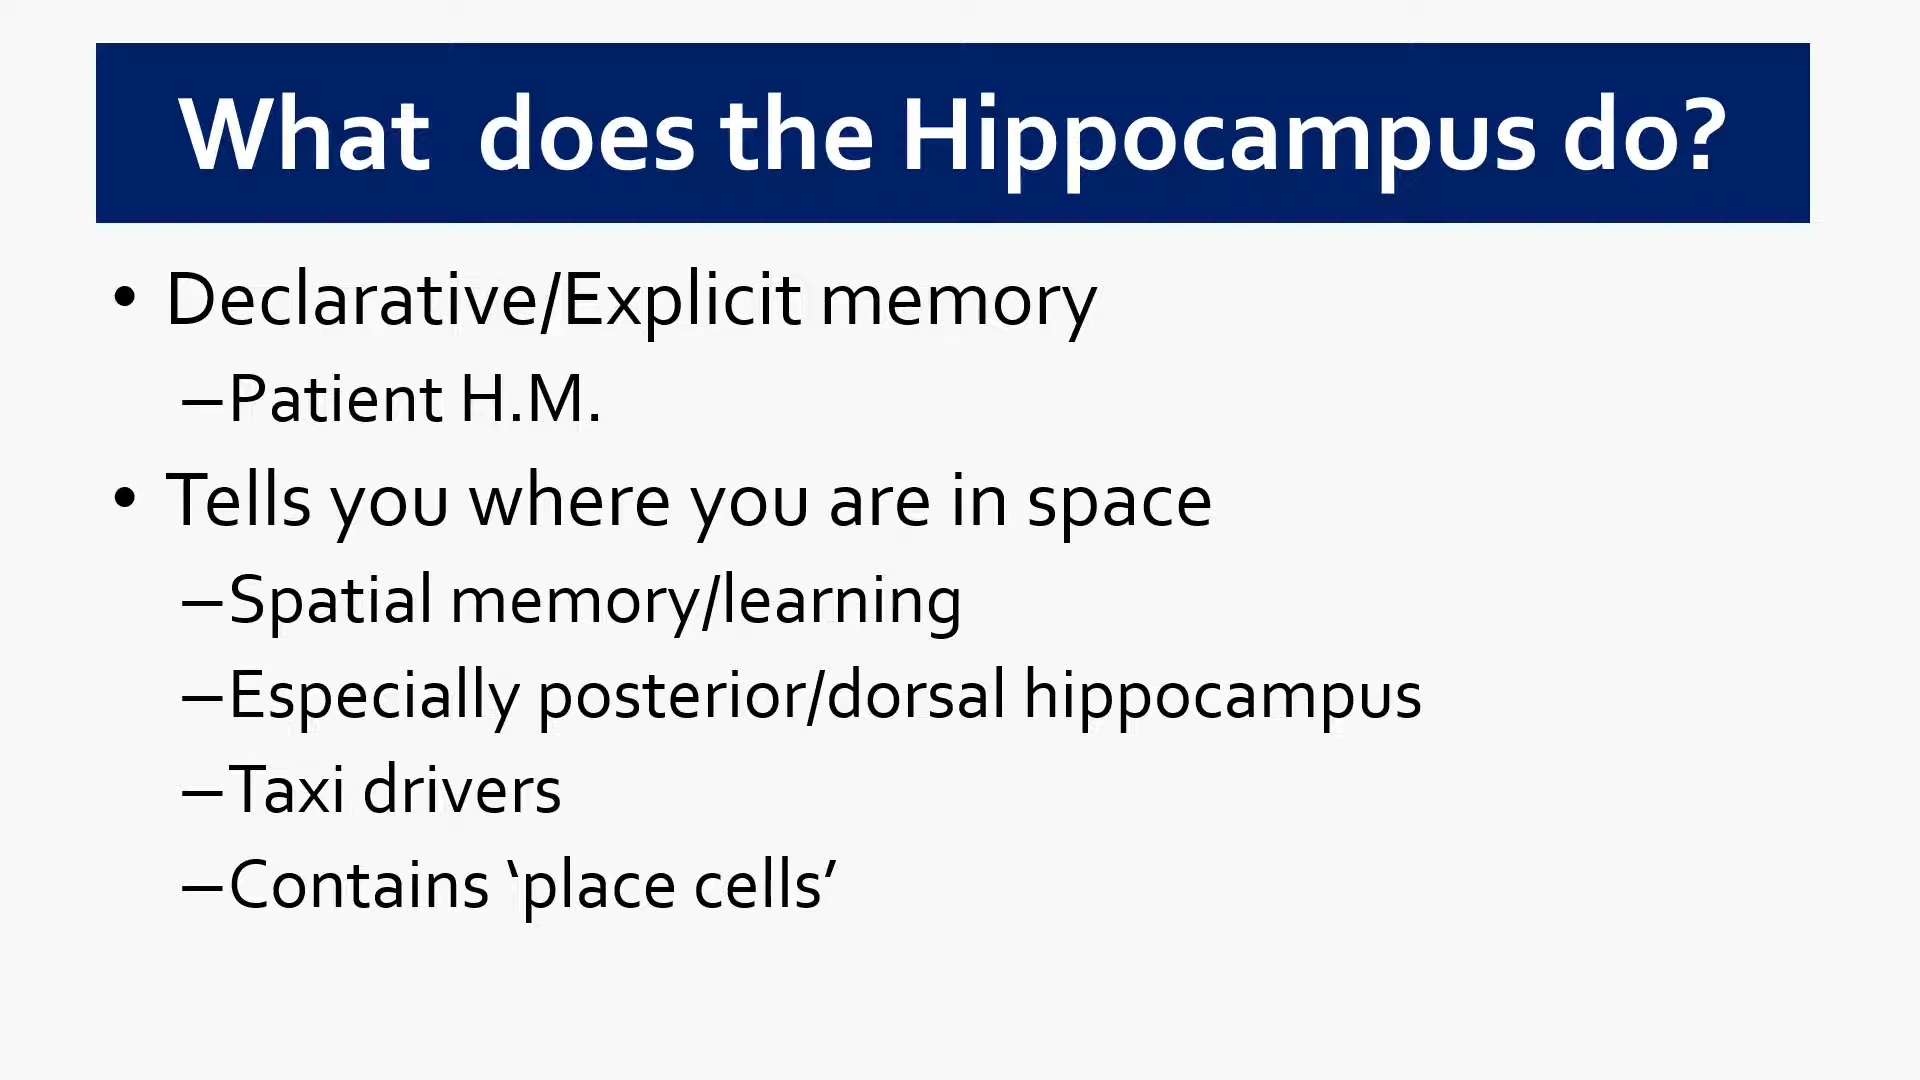 What  does the Hippocampus do?
• Declarative/Explicit memory
–Patient H.M.
• Tells you where you are in space
–Spatial memory/learning
–Especially posterior/dorsal hippocampus
–Taxi drivers
–Contains ‘place cells’